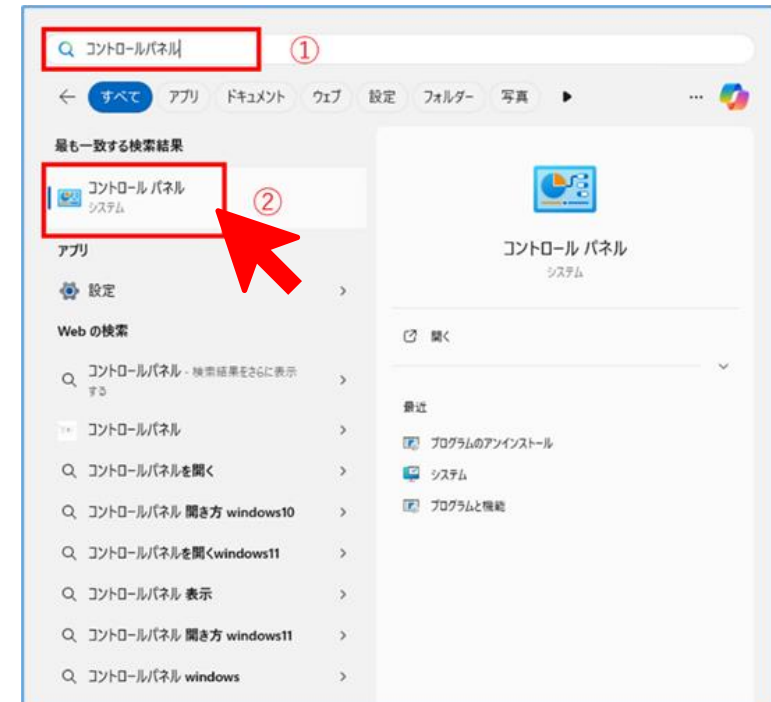 コントロールパネル
①
すべて アプリ ドキュメント ウェブ 設定 フォルダー 写真 ...
最も一致する検索結果
コントロール パネル
システム
②
アプリ
設定
Web の検索
コントロールパネル - 検索結果をさらに表示
する
コントロールパネル
コントロールパネルを開く
コントロールパネル 開き方 windows10
コントロールパネルを開くwindows11
コントロールパネル 表示
コントロールパネル 開き方 windows11
コントロールパネル windows
コントロール パネル
システム
開く
最近
プログラムのアンインストール
システム
プログラムと機能